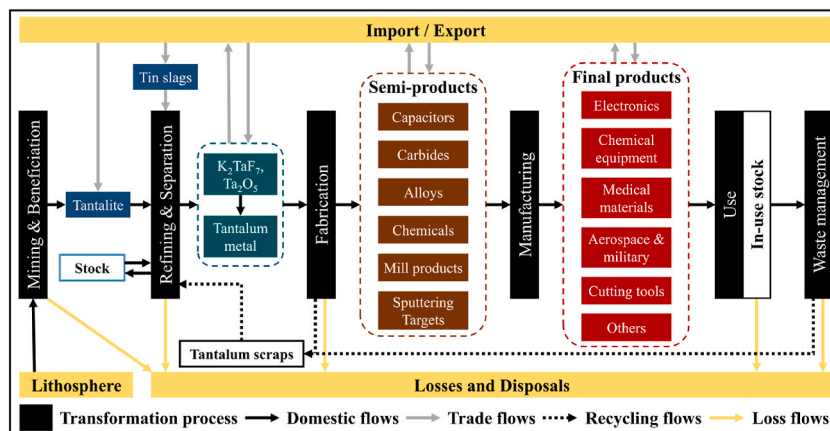 Import / Export
Tin slags
Mining & Beneficiation
Tantalite
Stock
Refining & Separation
K₂TaF₇,
Ta₂O₅
Tantalum
metal
Fabrication
Semi-products
Capacitors
Carbides
Alloys
Chemicals
Mill products
Sputtering
Targets
Manufacturing
Final products
Electronics
Chemical
equipment
Medical
materials
Aerospace &
military
Cutting tools
Others
Use
In-use stock
Waste management
Tantalum scraps
Lithosphere
Losses and Disposals
Transformation process
Domestic flows
Trade flows
Recycling flows
Loss flows